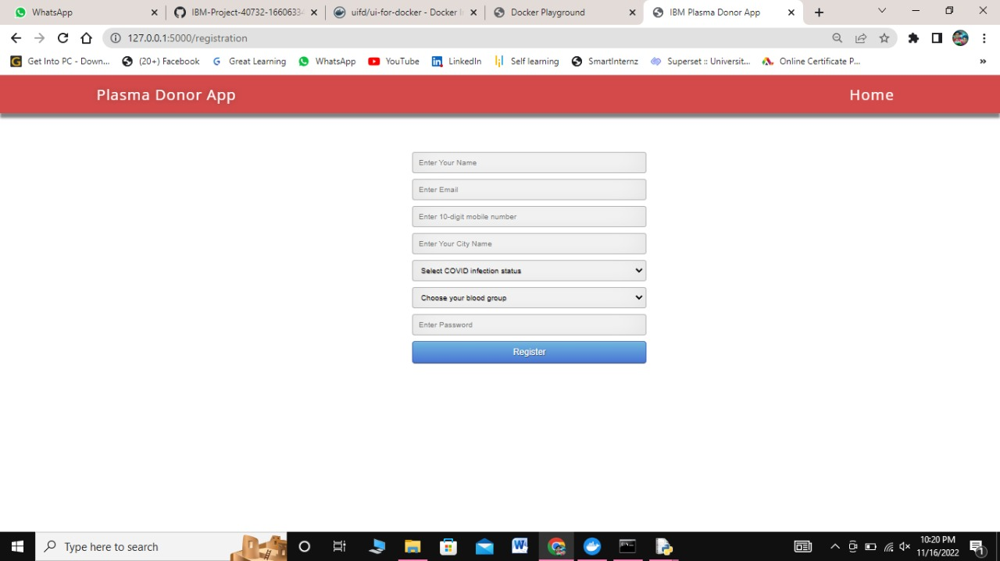 WhatsApp
IBM-Project-40732-1660633
uifd/ui-for-docker - Docker I
Docker Playground
IBM Plasma Donor App
127.0.0.1:5000/registration
Get Into PC - Down...
(20+) Facebook
Great Learning
WhatsApp
YouTube
LinkedIn
Self learning
SmartInternz
Superset :: Universit...
Online Certificate P...
Plasma Donor App
Home
Enter Your Name
Enter Email
Enter 10-digit mobile number
Enter Your City Name
Select COVID infection status
Choose your blood group
Enter Password
Register
Type here to search
10:20 PM
11/16/2022
1